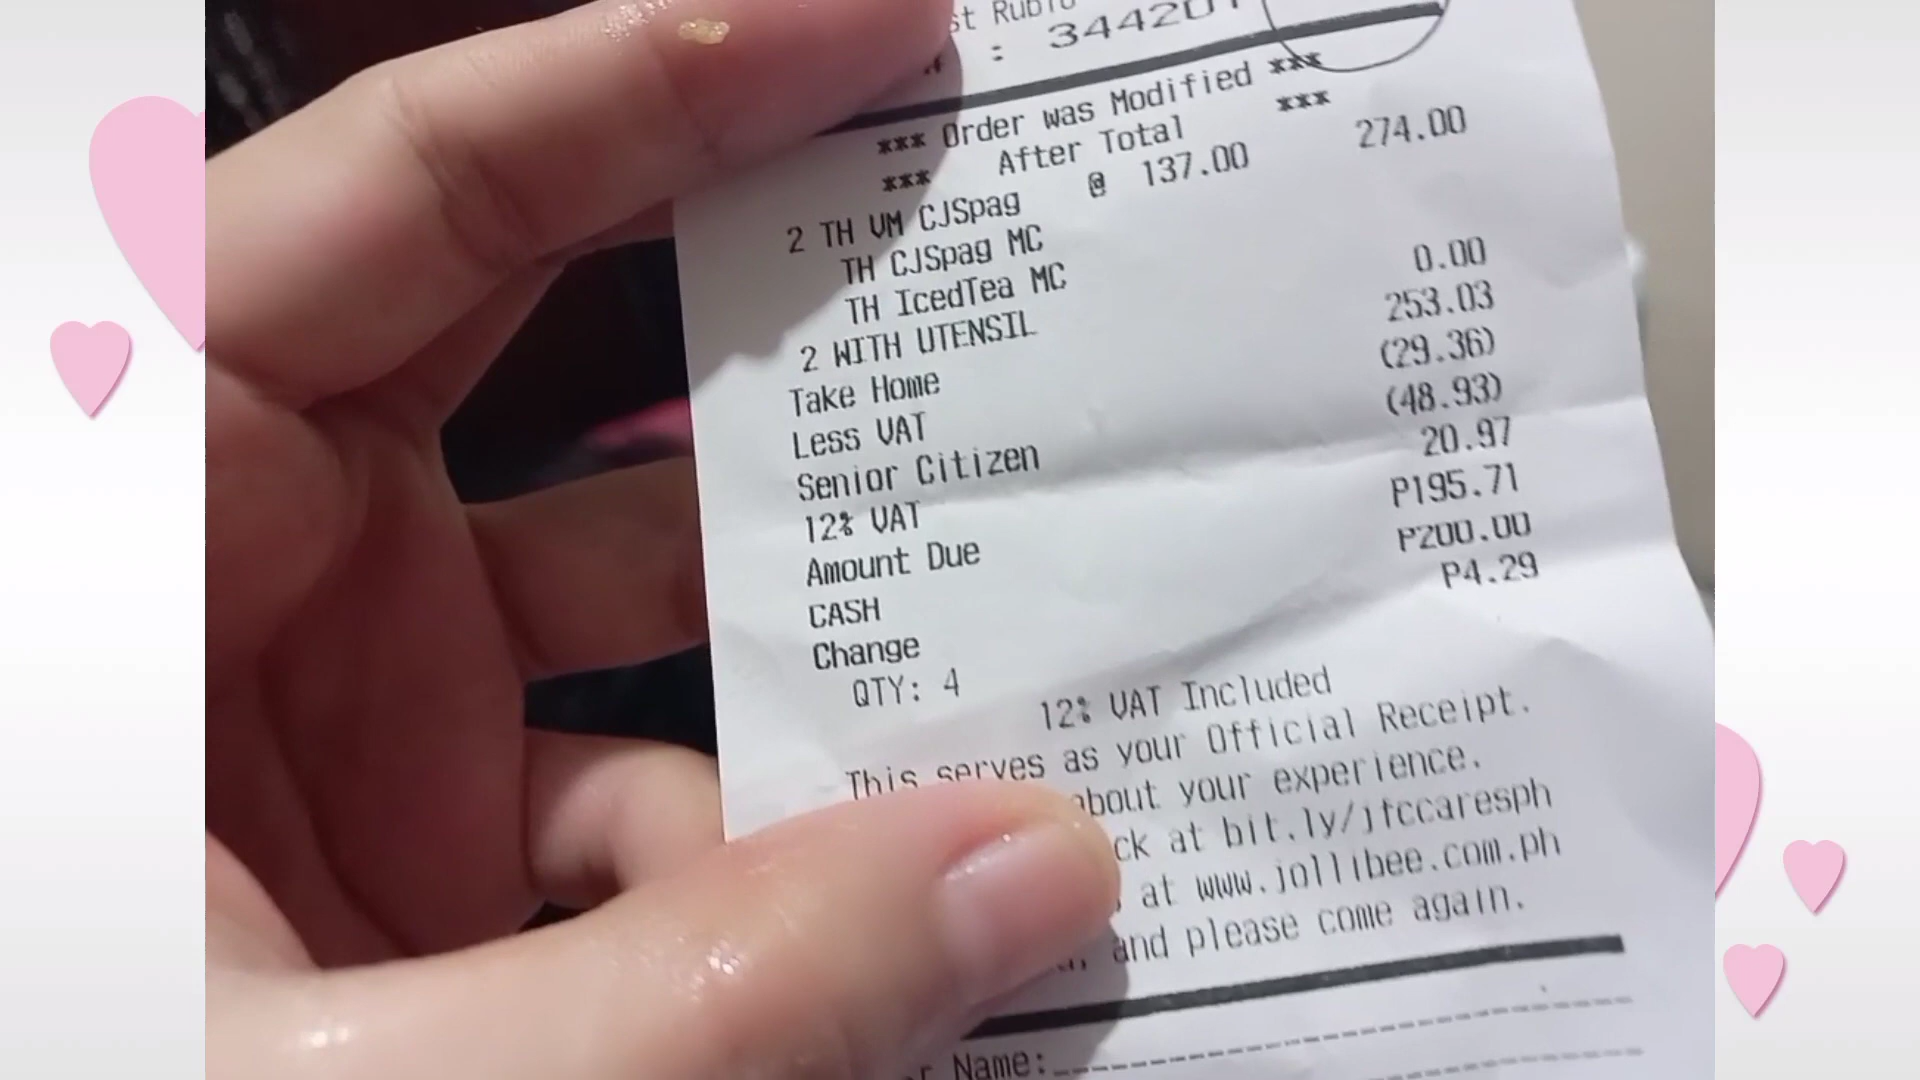 st Rubio
: 344201
*** Order was Modified ***
*** After Total ***
2 TH VM CJSpag @ 137.00 274.00
TH CJSpag MC
TH IcedTea MC
2 WITH UTENSIL 0.00
Take Home 253.03
Less VAT (29.36)
Senior Citizen (48.93)
12% VAT 20.97
Amount Due P195.71
CASH P200.00
Change P4.29
QTY: 4
12% VAT Included
This serves as your Official Receipt.
about your experience.
ck at bit.ly/jfccaresph
at www.jollibee.com.ph
and please come again.
Name: